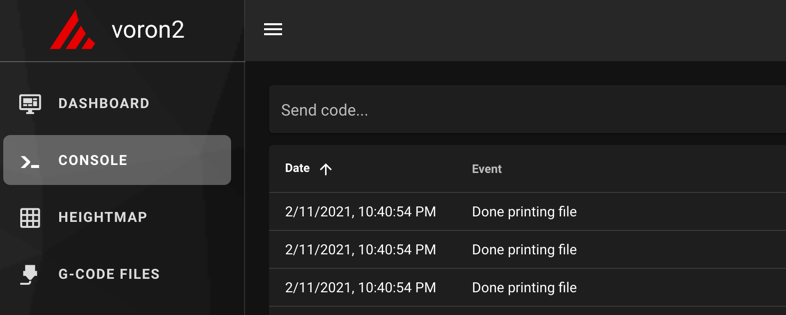 voron2
DASHBOARD
CONSOLE
HEIGHTMAP
G-CODE FILES
Send code...
Date Event
2/11/2021, 10:40:54 PM Done printing file
2/11/2021, 10:40:54 PM Done printing file
2/11/2021, 10:40:54 PM Done printing file